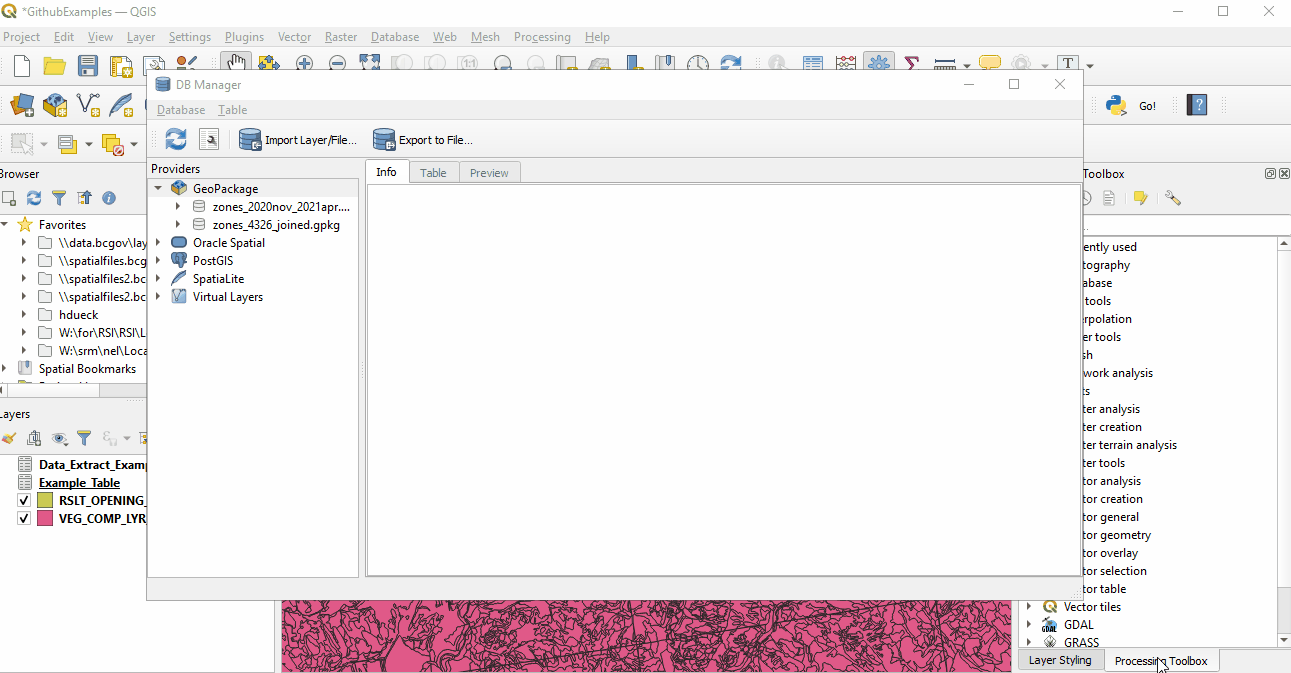 *GithubExamples — QGIS
Project Edit View Layer Settings Plugins Vector Raster Database Web Mesh Processing Help
DB Manager
Database Table
Go!
Import Layer/File... Export to File...
Providers
Info Table Preview
GeoPackage
zones_2020nov_2021apr....
zones_4326_joined.gpkg
Oracle Spatial
PostGIS
SpatiaLite
Virtual Layers
Browser
Favorites
\\data.bcgov\lay
\\spatialfiles.bcg
\\spatialfiles2.bc
\\spatialfiles2.bc
hdueck
W:\for\RSI\RSI\L
W:\srm\nel\Loca
Spatial Bookmarks
Layers
Data_Extract_Examp
Example_Table
RSLT_OPENING_
VEG_COMP_LYR
Toolbox
ently used
tography
abase
tools
rpolation
er tools
sh
work analysis
ts
ter analysis
ter creation
ter terrain analysis
ter tools
tor analysis
tor creation
tor general
tor geometry
tor overlay
tor selection
tor table
Vector tiles
GDAL
GRASS
Layer Styling Processing Toolbox